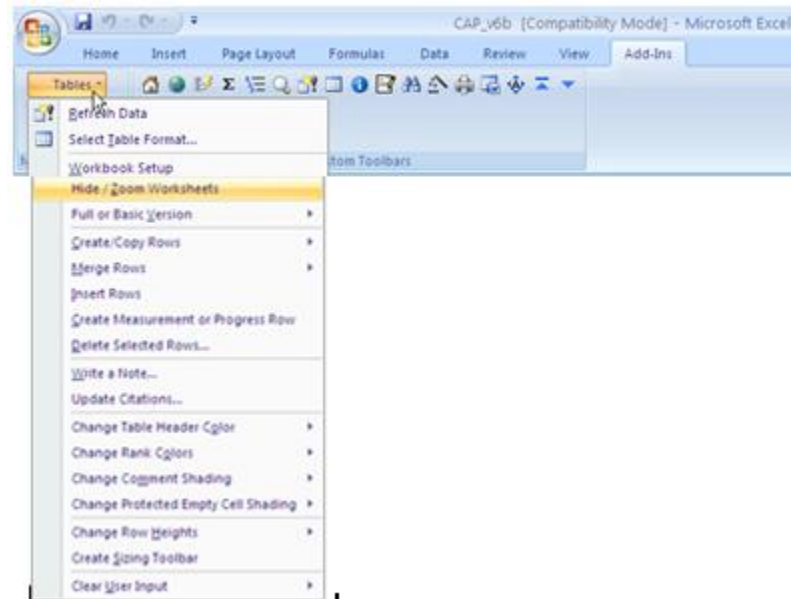 CAP_v6b [Compatibility Mode] - Microsoft Excel
Home Insert Page Layout Formulas Data Review View Add-Ins
Tables
Refresh Data
Select Table Format...
tom Toolbars
Workbook Setup
Hide / Zoom Worksheets
Full or Basic Version
Create/Copy Rows
Merge Rows
Insert Rows
Create Measurement or Progress Row
Delete Selected Rows...
Write a Note...
Update Citations...
Change Table Header Color
Change Rank Colors
Change Comment Shading
Change Protected Empty Cell Shading
Change Row Heights
Create Sizing Toolbar
Clear User Input